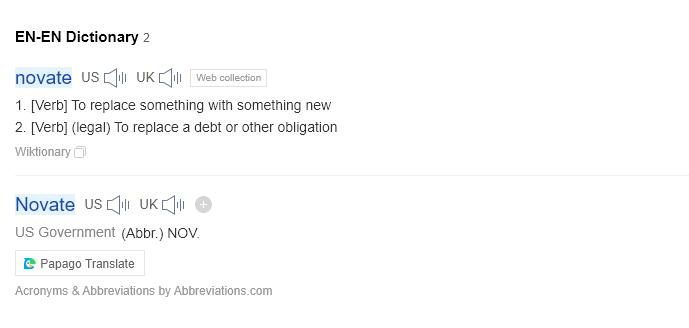 EN-EN Dictionary 2
novate US UK Web collection
1. [Verb] To replace something with something new
2. [Verb] (legal) To replace a debt or other obligation
Wiktionary
Novate US UK
US Government (Abbr.) NOV.
Papago Translate
Acronyms & Abbreviations by Abbreviations.com